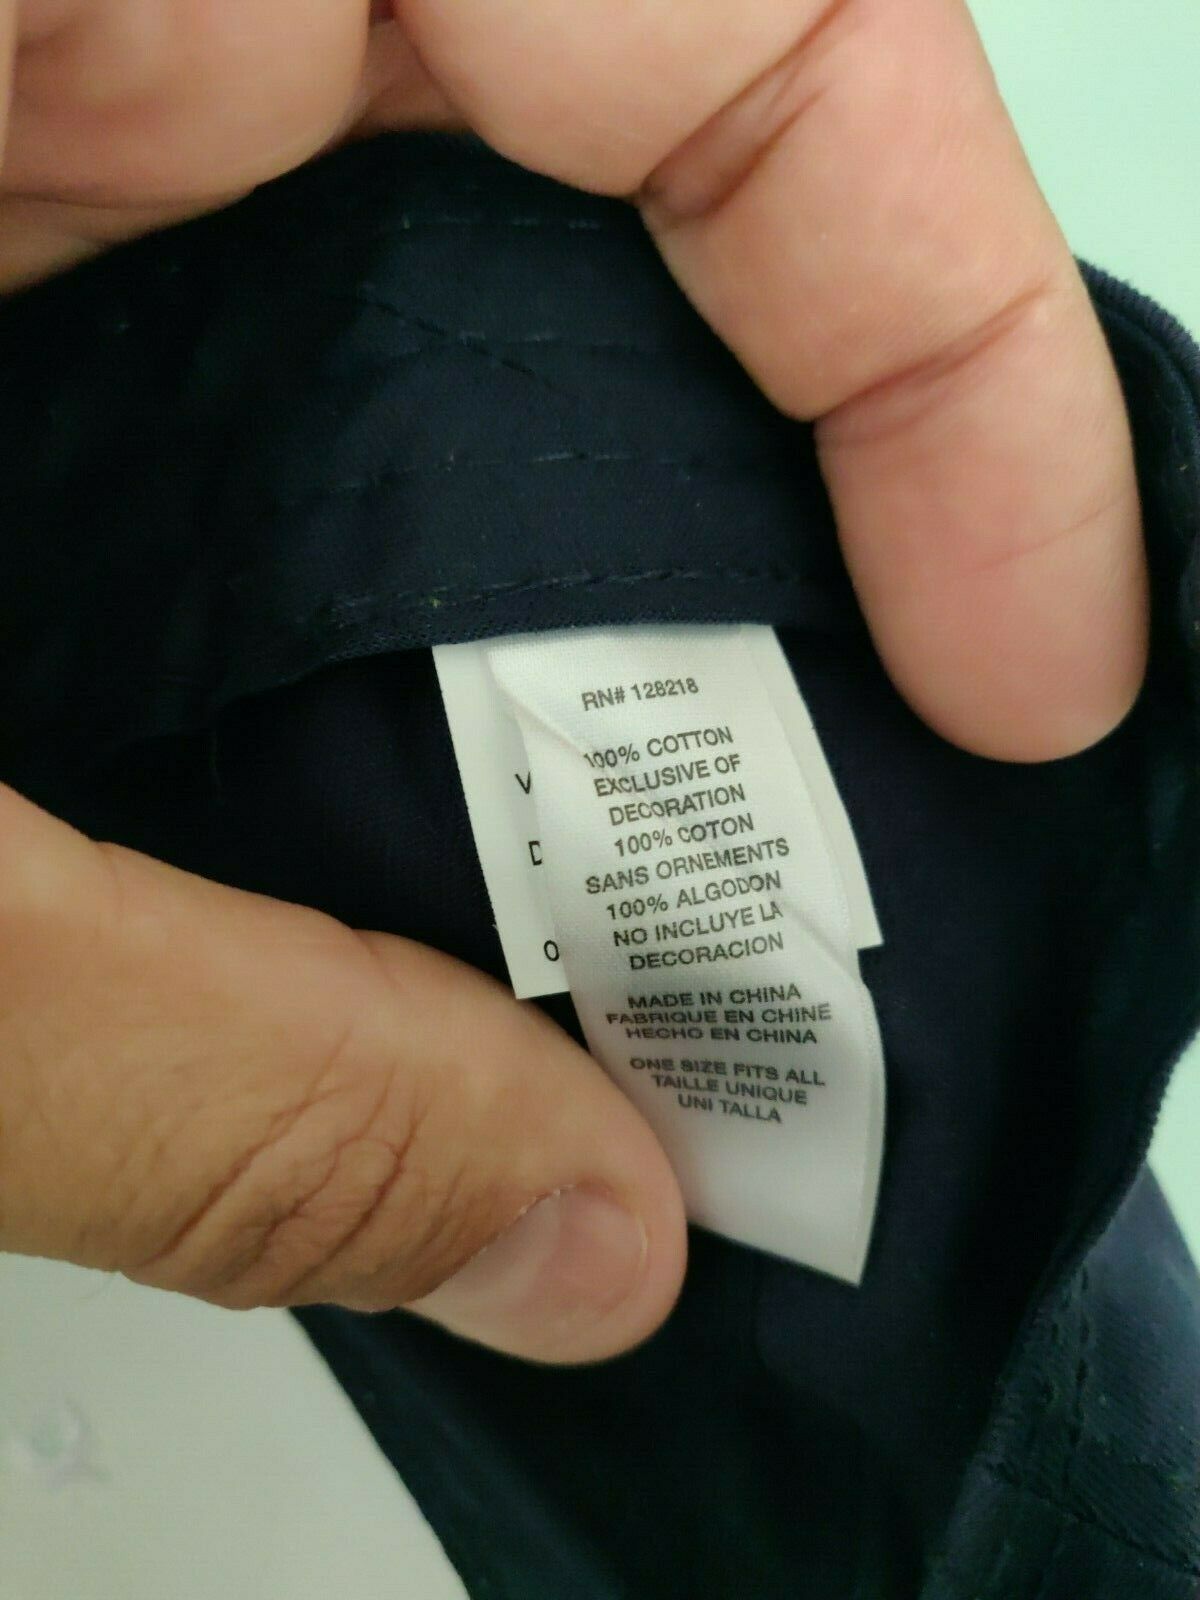 RN# 128218
100% COTTON
EXCLUSIVE OF
DECORATION
100% COTON
SANS ORNEMENTS
100% ALGODON
NO INCLUYE LA
DECORACION
MADE IN CHINA
FABRIQUE EN CHINE
HECHO EN CHINA
ONE SIZE FITS ALL
TAILLE UNIQUE
UNI TALLA